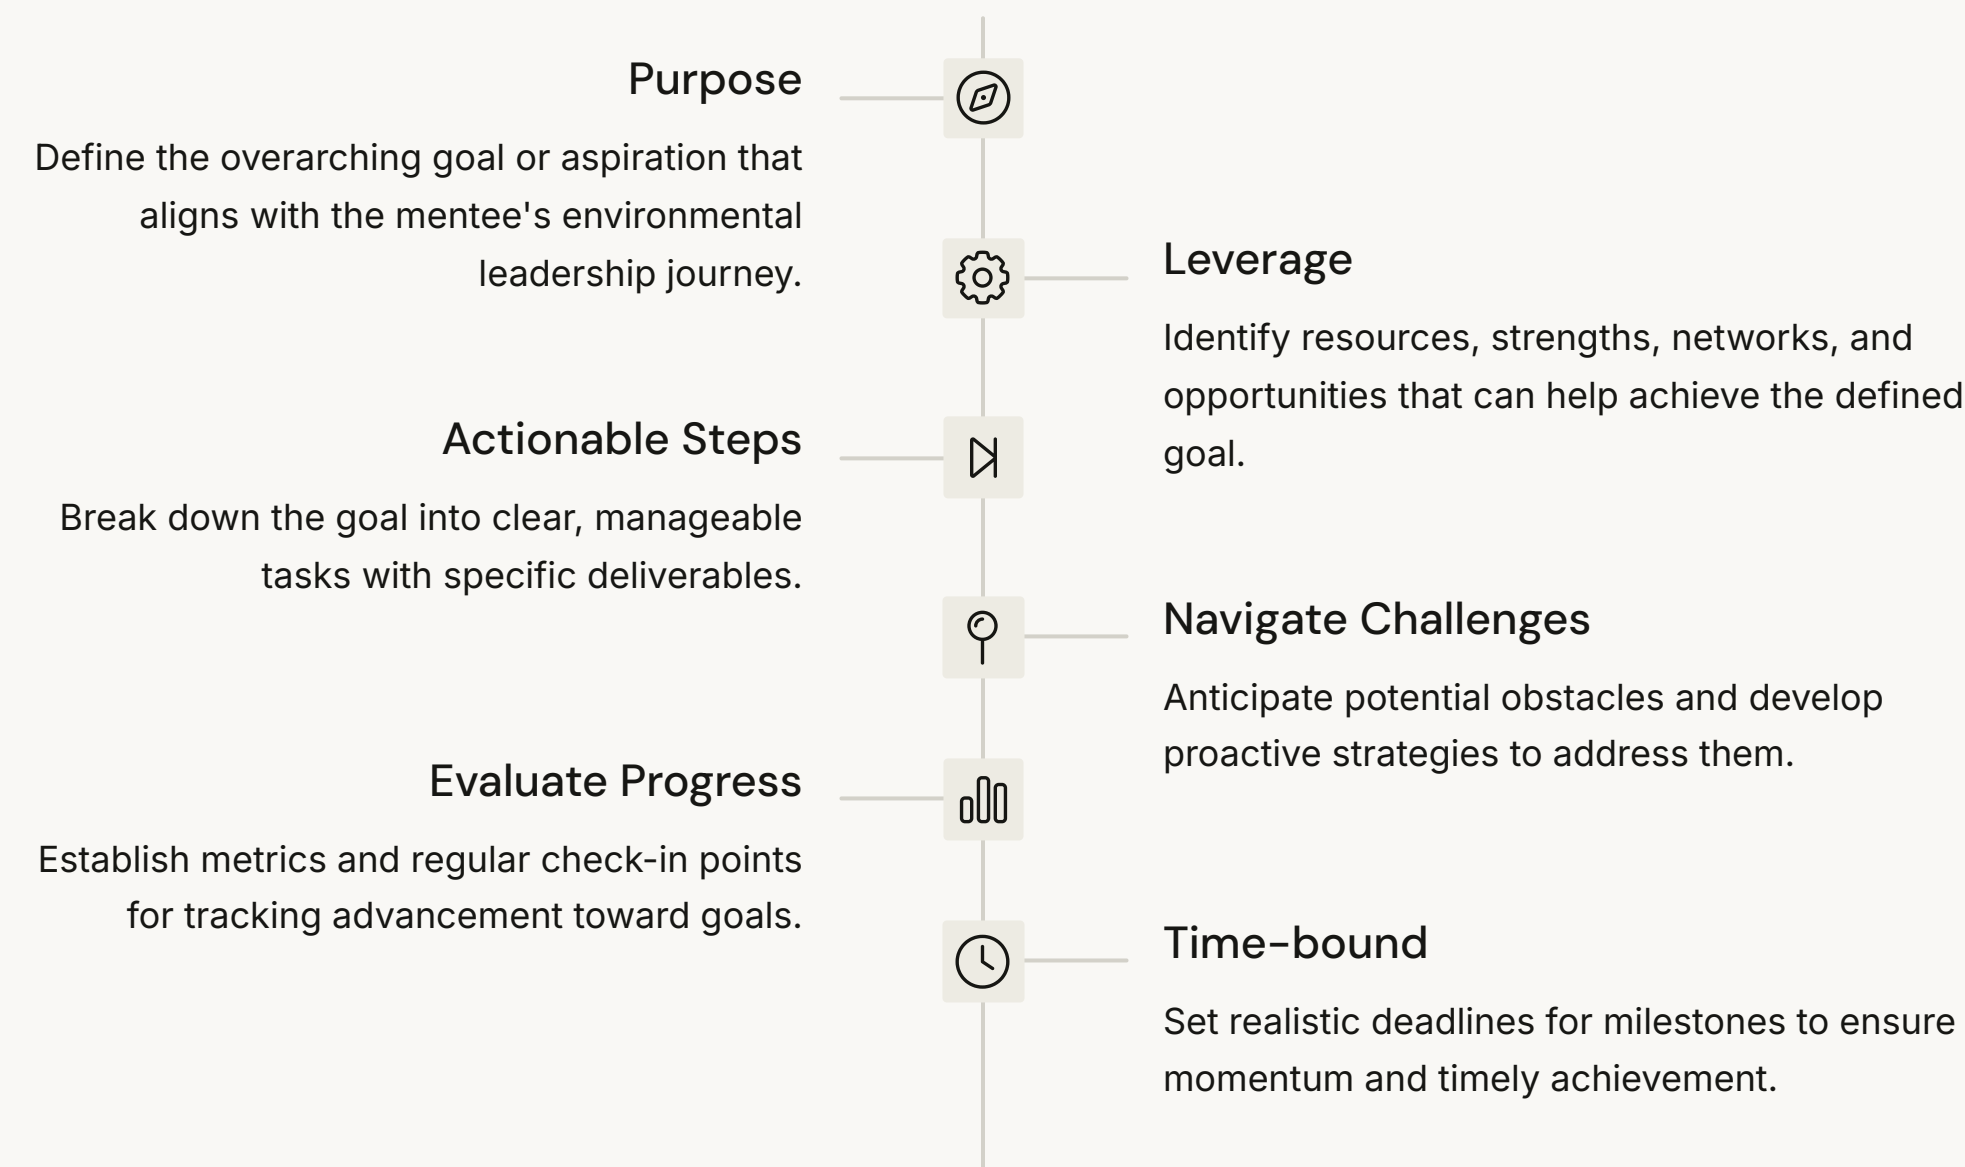 Purpose
Define the overarching goal or aspiration that
aligns with the mentee's environmental
leadership journey.
Leverage
Identify resources, strengths, networks, and
opportunities that can help achieve the defined
goal.
Actionable Steps
Break down the goal into clear, manageable
tasks with specific deliverables.
Navigate Challenges
Anticipate potential obstacles and develop
proactive strategies to address them.
Evaluate Progress
Establish metrics and regular check-in points
for tracking advancement toward goals.
Time-bound
Set realistic deadlines for milestones to ensure
momentum and timely achievement.